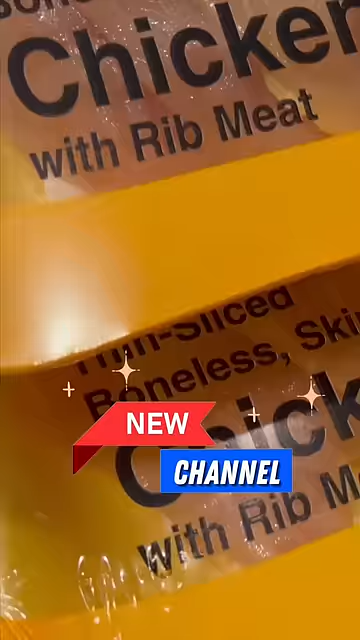 Chicken
with Rib Meat
Thin-Sliced
Boneless, Ski
NEW
Chick
CHANNEL
with Rib M